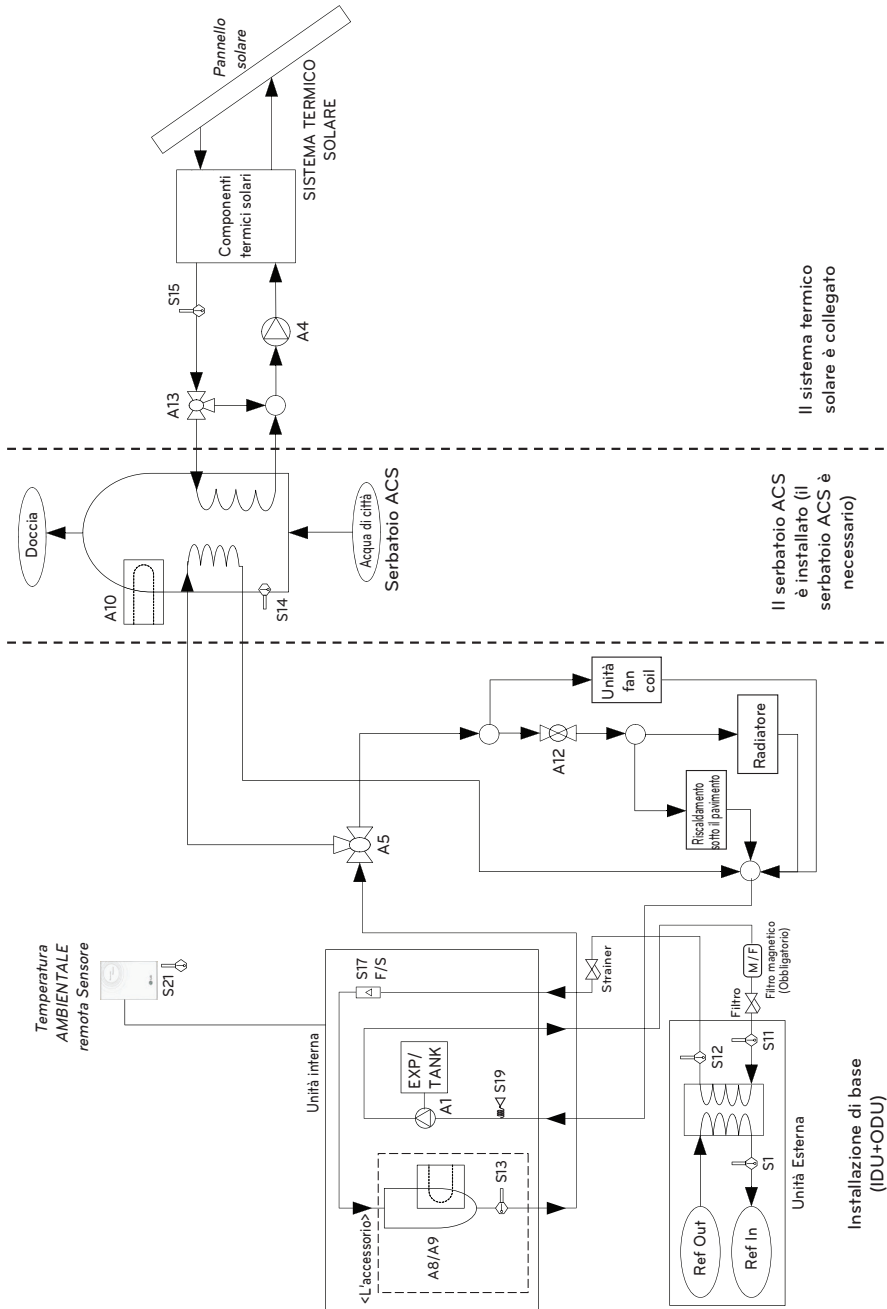 Temperatura
AMBIENTALE
remota Sensore
S21
Unità interna
<L'accessorio>
A8/A9
S13
EXP/
TANK
A1
S19
S17
F/S
Strainer
Ref Out
Ref In
S1
S12
S11
Unità Esterna
Filtro
M / F
Filtro magnetico
(Obbligatorio)
A5
A12
Unità
fan
coil
Radiatore
Riscaldamento
sotto il pavimento
Installazione di base
(IDU+ODU)
Doccia
A10
S14
Acqua di città
Serbatoio ACS
Il serbatoio ACS
è installato (il
serbatoio ACS è
necessario)
A13
S15
A4
Componenti
termici solari
Pannello
solare
SISTEMA TERMICO
SOLARE
Il sistema termico
solare è collegato